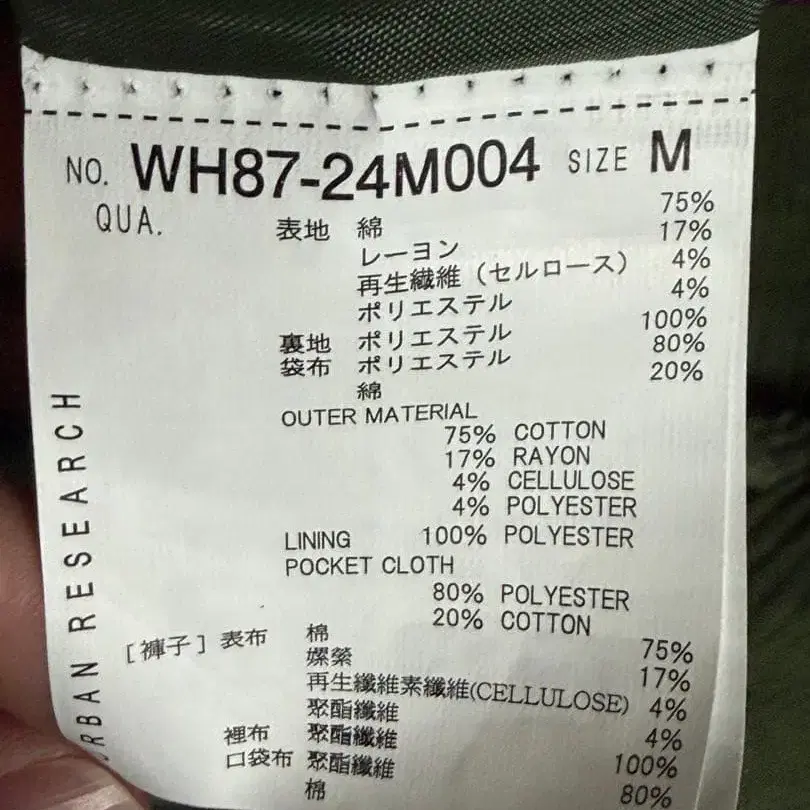 NO. WH87-24M004 SIZE M
QUA.
表地 綿 75%
レーヨン 17%
再生繊維(セルロース) 4%
ポリエステル 4%
裏地 ポリエステル 100%
袋布 ポリエステル 80%
綿 20%
OUTER MATERIAL
75% COTTON
17% RAYON
4% CELLULOSE
4% POLYESTER
LINING 100% POLYESTER
POCKET CLOTH
80% POLYESTER
20% COTTON
[褲子] 表布 棉 75%
嫘縈 17%
再生纖維素纖維(CELLULOSE) 4%
聚酯纖維 4%
裡布 聚酯纖維 100%
口袋布 聚酯纖維 80%
棉
URBAN RESEARCH